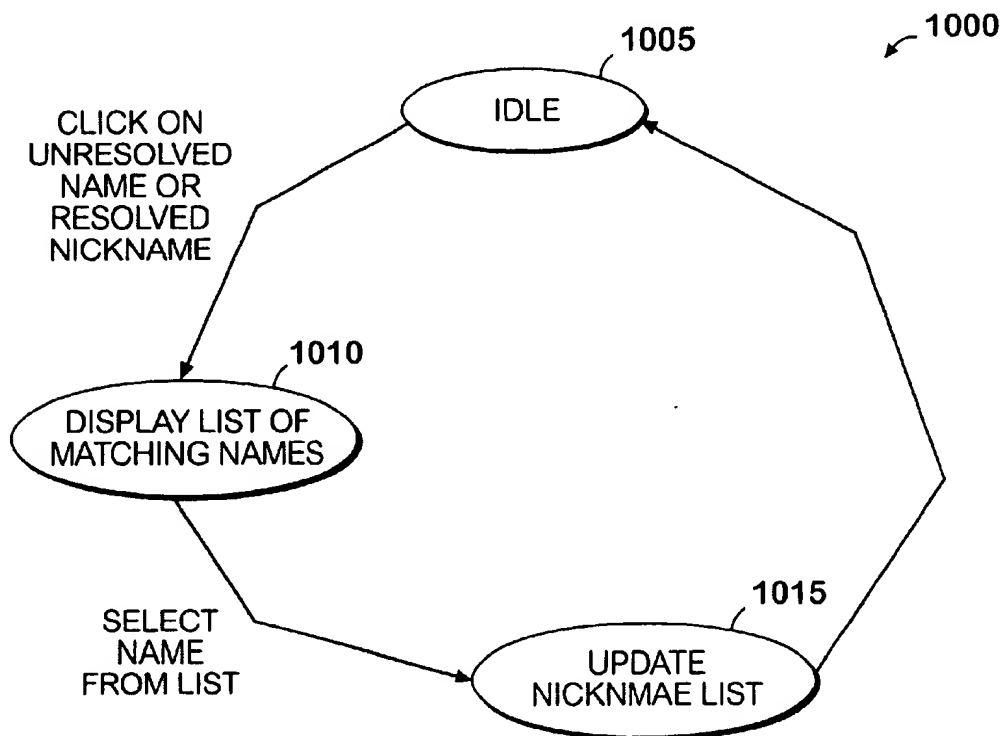 1000
1005
IDLE
CLICK ON
UNRESOLVED
NAME OR
RESOLVED
NICKNAME
1010
DISPLAY LIST OF
MATCHING NAMES
SELECT
NAME
FROM LIST
1015
UPDATE
NICKNMAE LIST